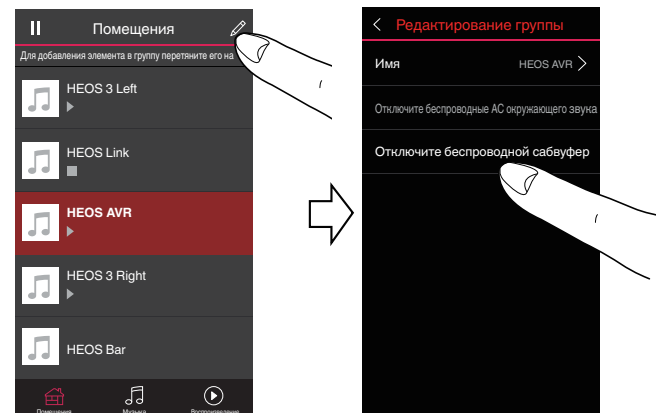 Помещения
Для добавления элемента в группу перетяните его на
HEOS 3 Left
HEOS Link
HEOS AVR
HEOS 3 Right
HEOS Bar
Помещения Музыка Воспроизведение
Редактирование группы
Имя HEOS AVR
Отключите беспроводные АС окружающего звука
Отключите беспроводной сабвуфер